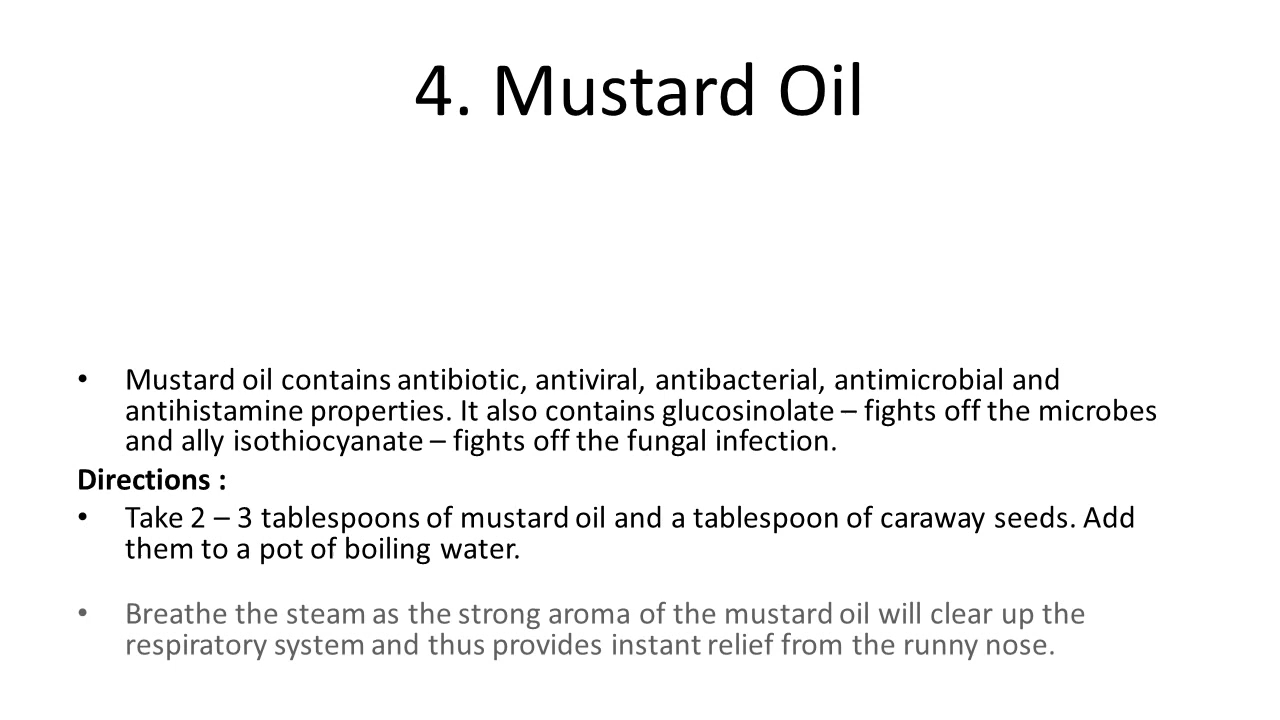 4. Mustard Oil
• Mustard oil contains antibiotic, antiviral, antibacterial, antimicrobial and
antihistamine properties. It also contains glucosinolate – fights off the microbes
and ally isothiocyanate – fights off the fungal infection.
Directions :
• Take 2 – 3 tablespoons of mustard oil and a tablespoon of caraway seeds. Add
them to a pot of boiling water.
• Breathe the steam as the strong aroma of the mustard oil will clear up the
respiratory system and thus provides instant relief from the runny nose.